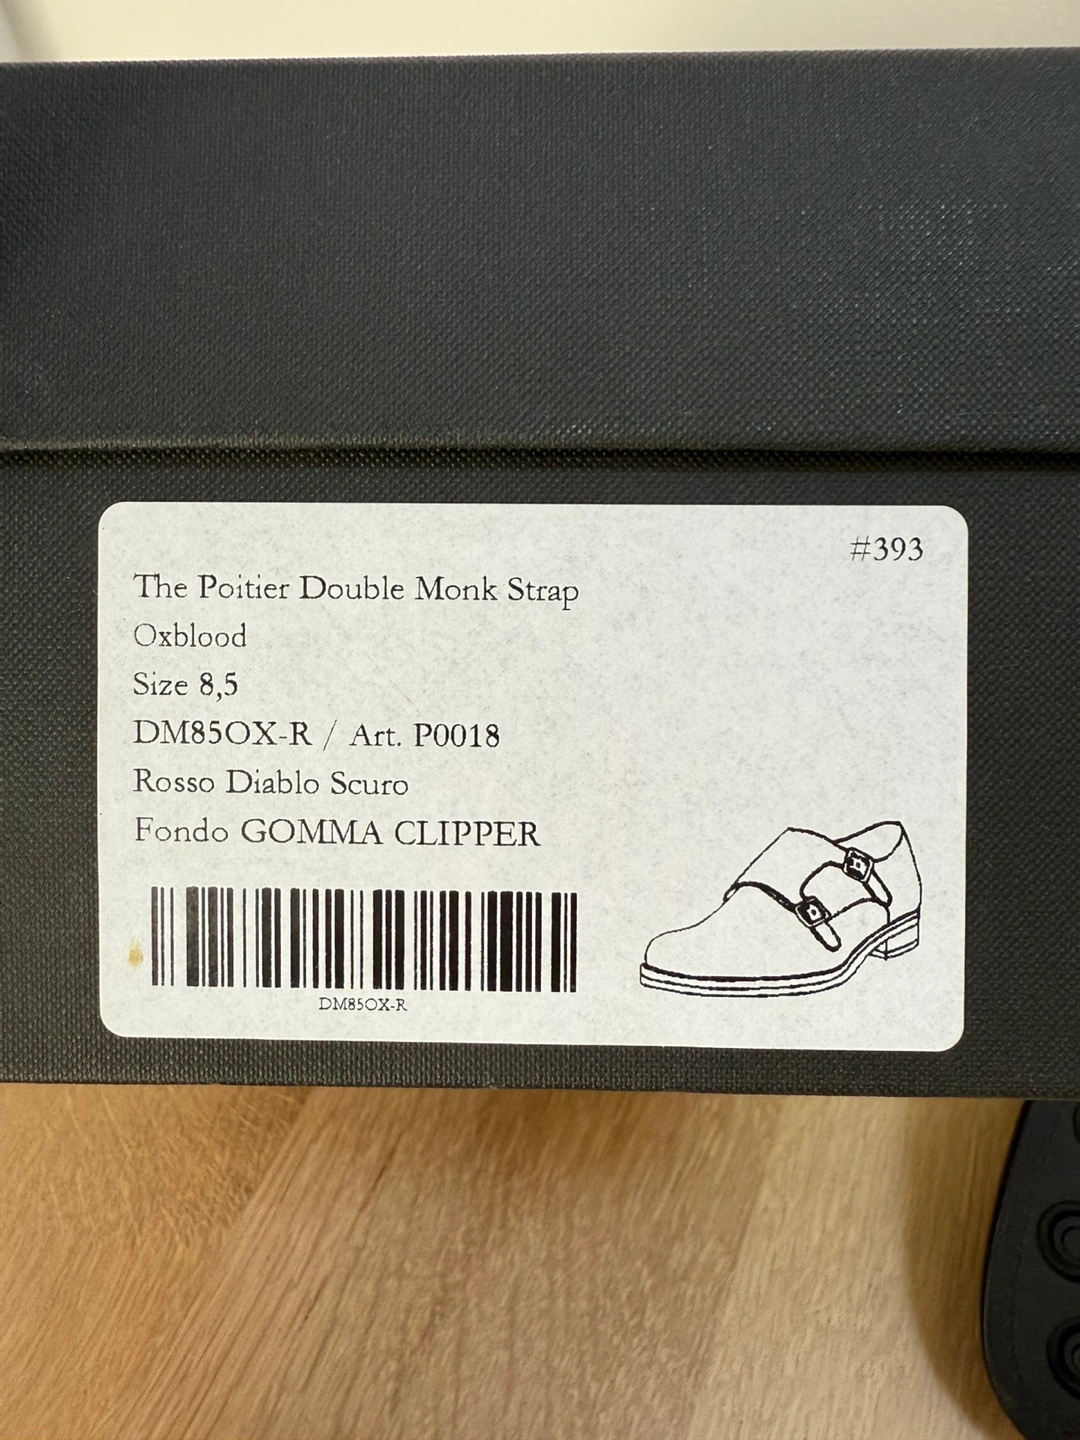 #393
The Poitier Double Monk Strap
Oxblood
Size 8,5
DM85OX-R / Art. P0018
Rosso Diablo Scuro
Fondo GOMMA CLIPPER
DM85OX-R